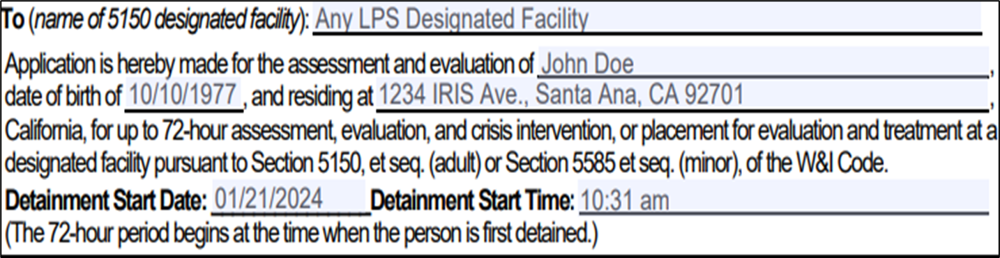 To (name of 5150 designated facility): Any LPS Designated Facility
Application is hereby made for the assessment and evaluation of John Doe,
date of birth of 10/10/1977, and residing at 1234 IRIS Ave., Santa Ana, CA 92701,
California, for up to 72-hour assessment, evaluation, and crisis intervention, or placement for evaluation and treatment at a
designated facility pursuant to Section 5150, et seq. (adult) or Section 5585 et seq. (minor), of the W&I Code.
Detainment Start Date: 01/21/2024 Detainment Start Time: 10:31 am
(The 72-hour period begins at the time when the person is first detained.)